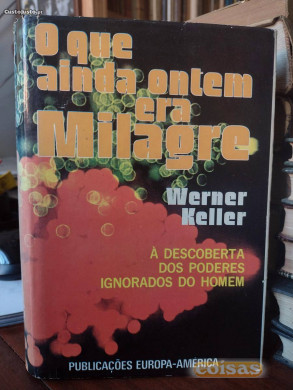 O que
ainda ontem
era
Milagre
Werner
Keller
À DESCOBERTA
DOS PODERES
IGNORADOS DO HOMEM
PUBLICAÇÕES EUROPA-AMÉRICA
coisas